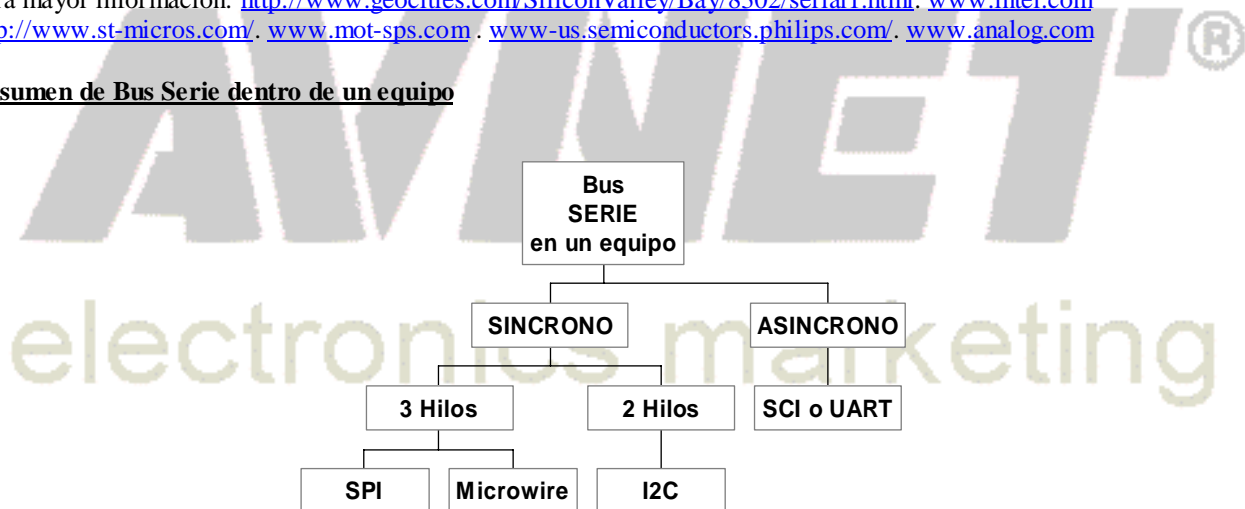 mayor información. http://www.geocities.com/SiliconValley/Bay/8302/serial1.html. www.intel.com
http://www.st-micros.com/. www.mot-sps.com . www-us.semiconductors.philips.com/. www.analog.com
Bus Serie dentro de un equipo
AVNET®
electronics marketing
Bus
SERIE
en un equipo
SINCRONO ASINCRONO
3 Hilos 2 Hilos SCI o UART
SPI Microwire I2C